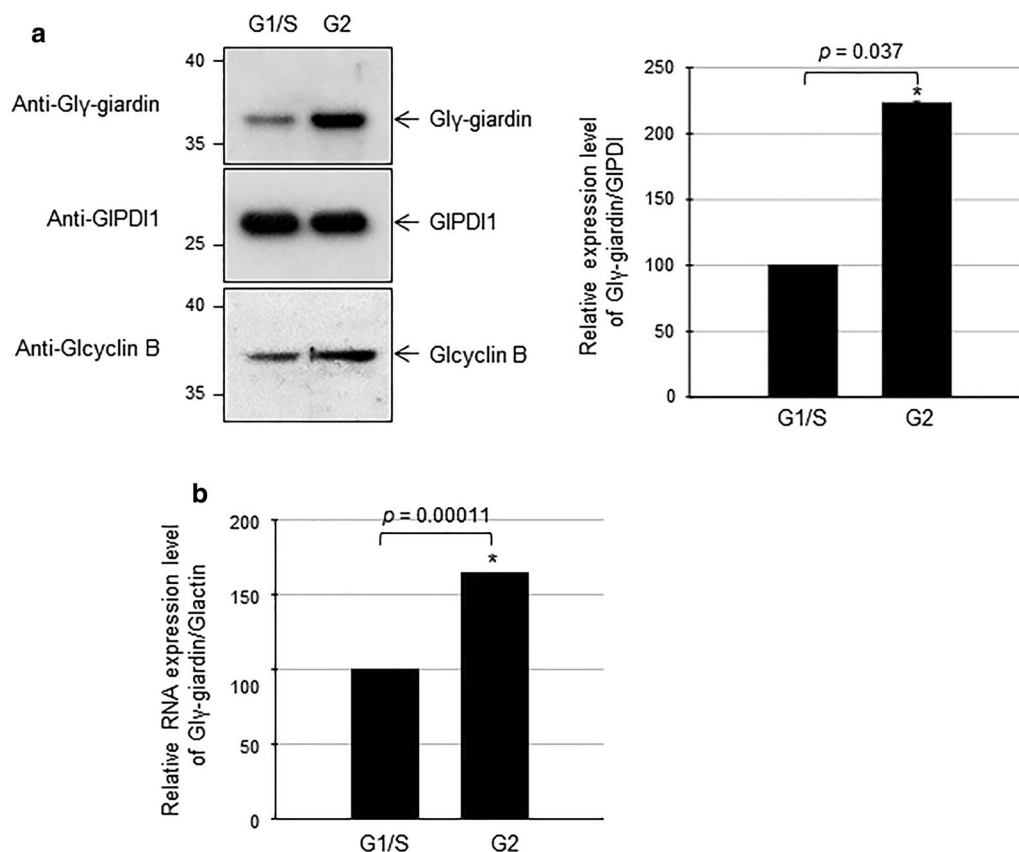 a
G1/S G2
40
Anti-Glγ-giardin
Glγ-giardin
35
Anti-GlPDI1
GlPDI1
25
40
Anti-Glcyclin B
Glcyclin B
35
p = 0.037
*
Relative expression level
of Glγ-giardin/GlPDI
250
200
150
100
50
0
G1/S G2
b
p = 0.00011
*
Relative RNA expression level
of Glγ-giardin/Glactin
200
150
100
50
0
G1/S G2